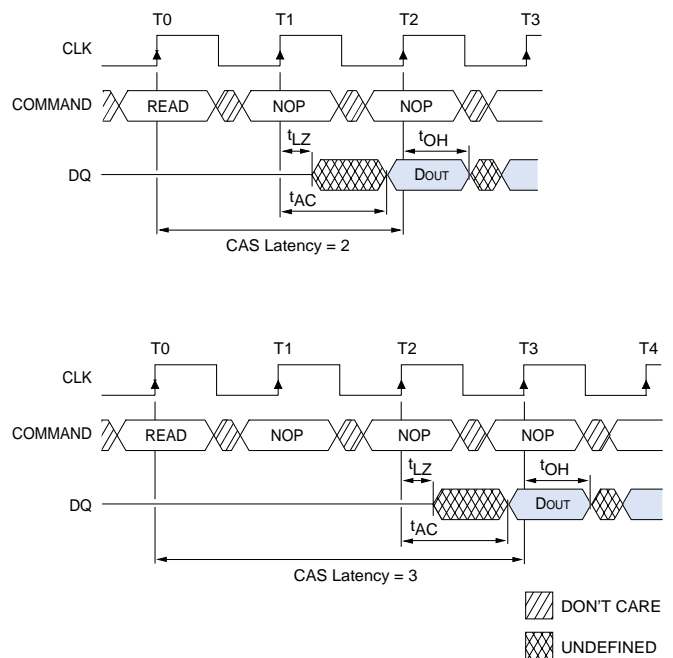 T0 T1 T2 T3
CLK
COMMAND READ NOP NOP
tLZ tOH
DQ DOUT
tAC
CAS Latency = 2
T0 T1 T2 T3 T4
CLK
COMMAND READ NOP NOP NOP
tLZ tOH
DQ DOUT
tAC
CAS Latency = 3
DON'T CARE
UNDEFINED